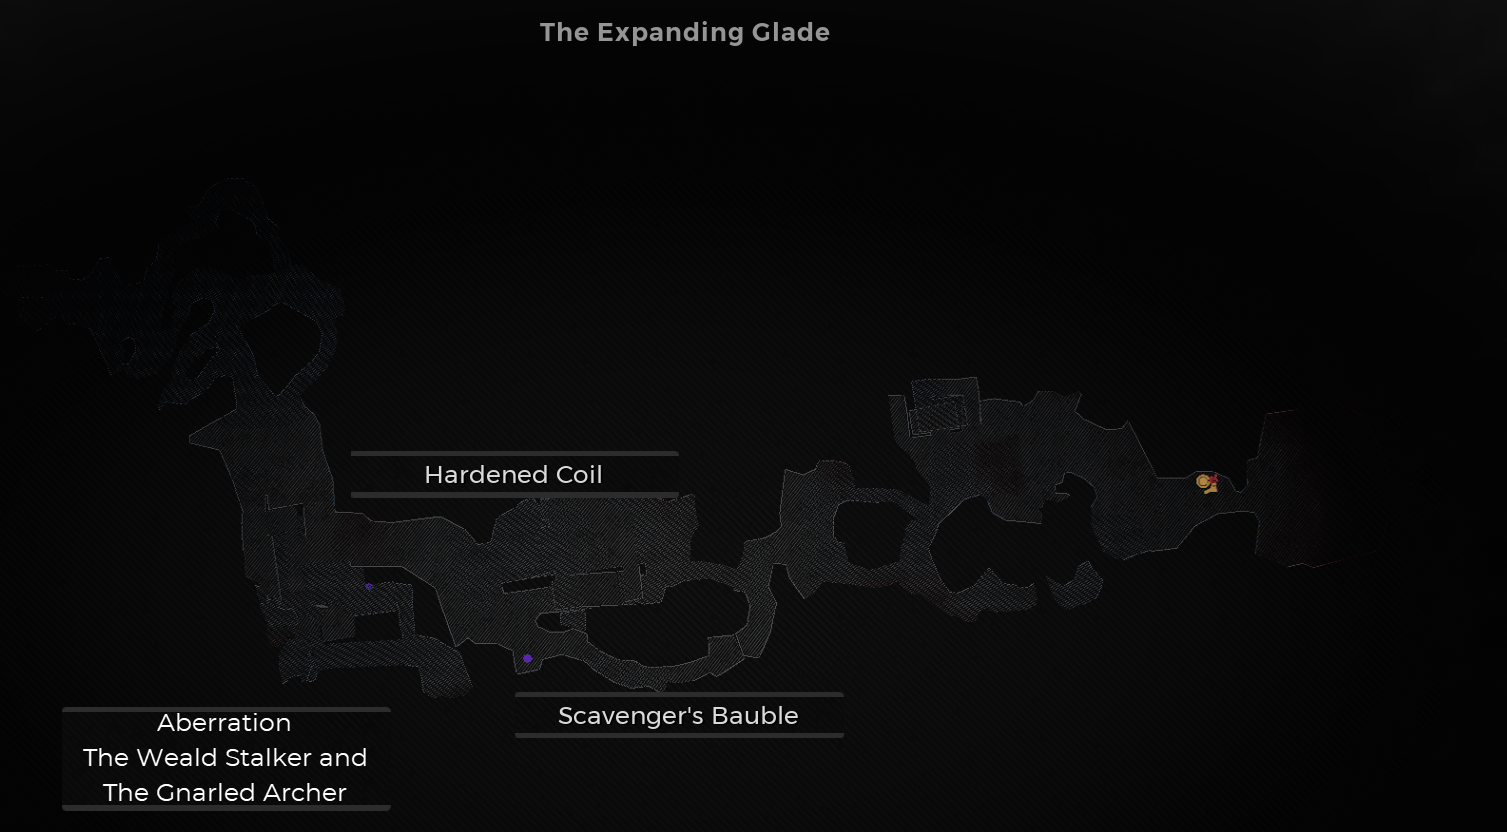 The Expanding Glade
Hardened Coil
Scavenger's Bauble
Aberration
The Weald Stalker and
The Gnarled Archer